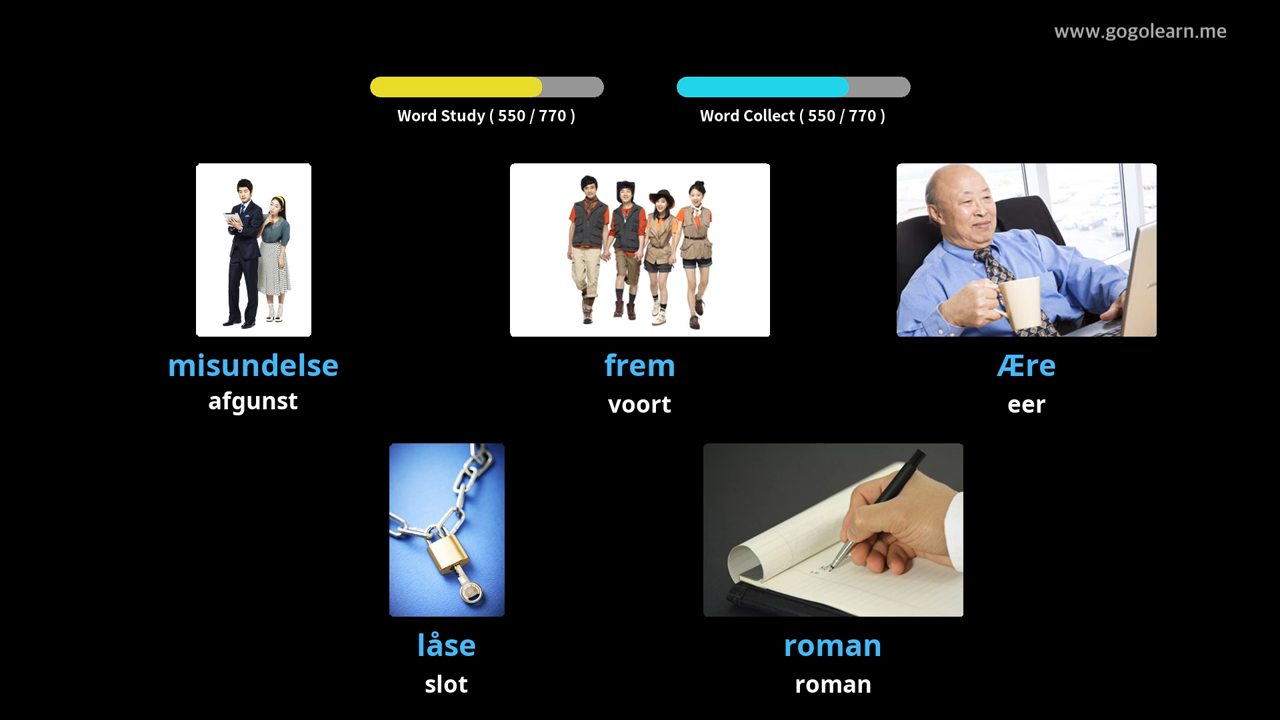 www.gogolearn.me
Word Study ( 550 / 770 )
Word Collect ( 550 / 770 )
misundelse
afgunst
frem
voort
Ære
eer
låse
slot
roman
roman